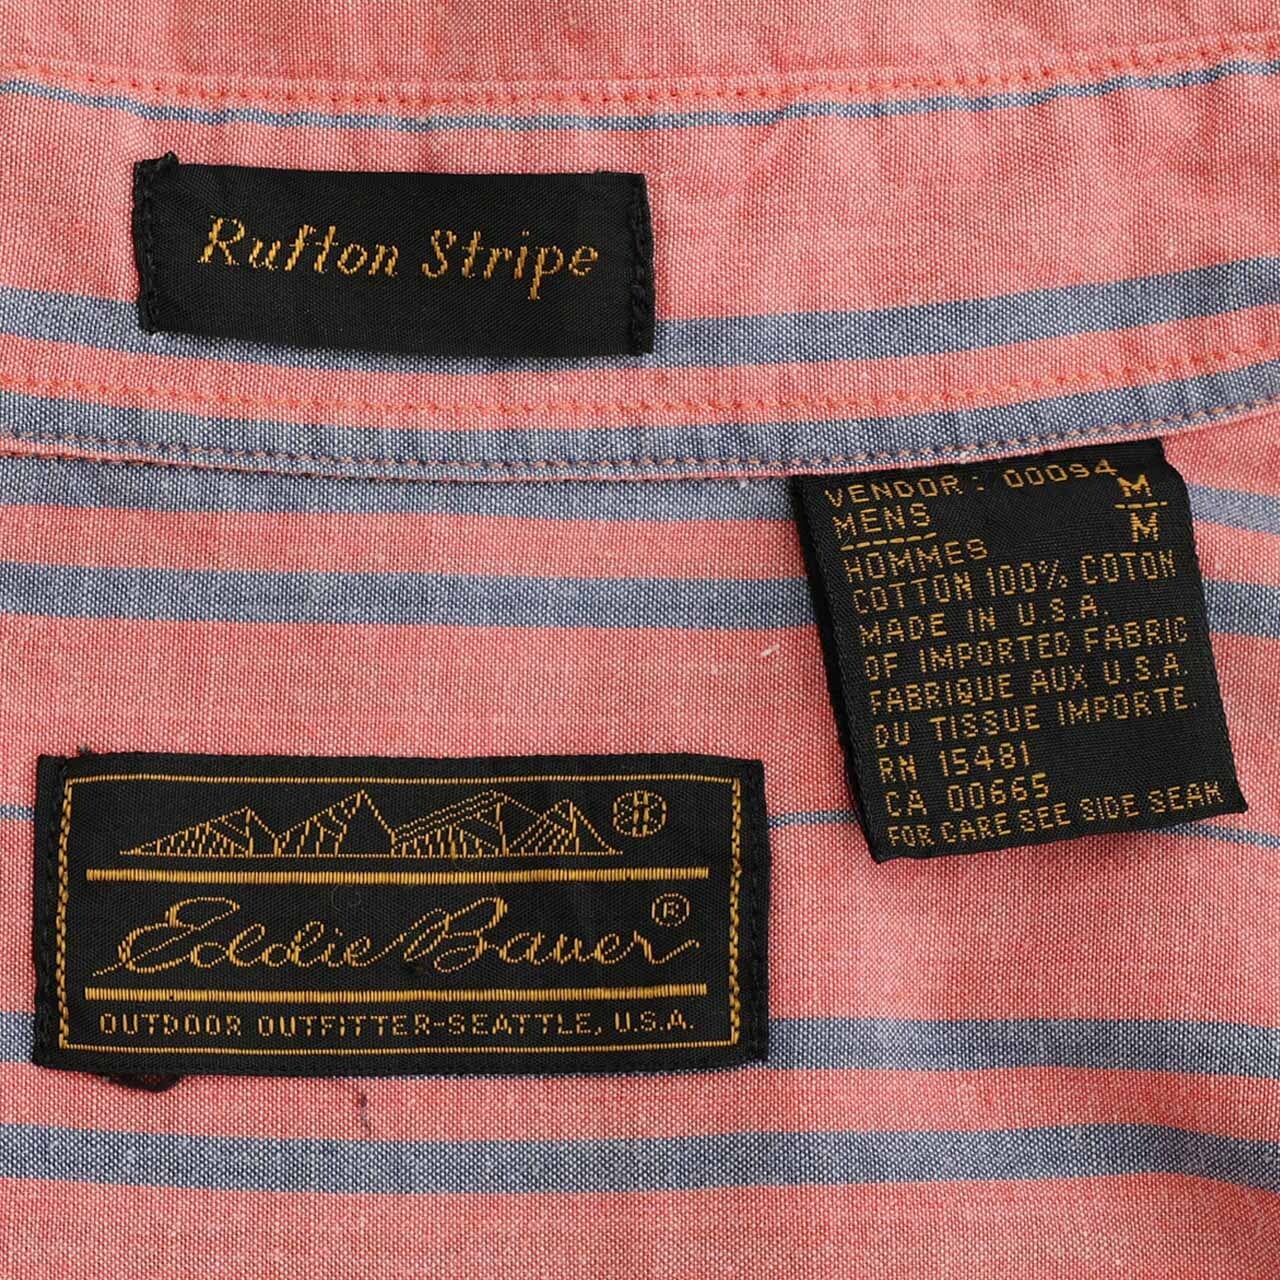 Rufton Stripe
VENDOR: 00094
M
MENS
M
HOMMES
COTTON 100% COTON
MADE IN U.S.A.
OF IMPORTED FABRIC
FABRIQUE AUX U.S.A.
DU TISSUE IMPORTE.
RN 15481
CA 00665
FOR CARE SEE SIDE SEAM
Eddie Bauer ®
OUTDOOR OUTFITTER-SEATTLE, U.S.A.